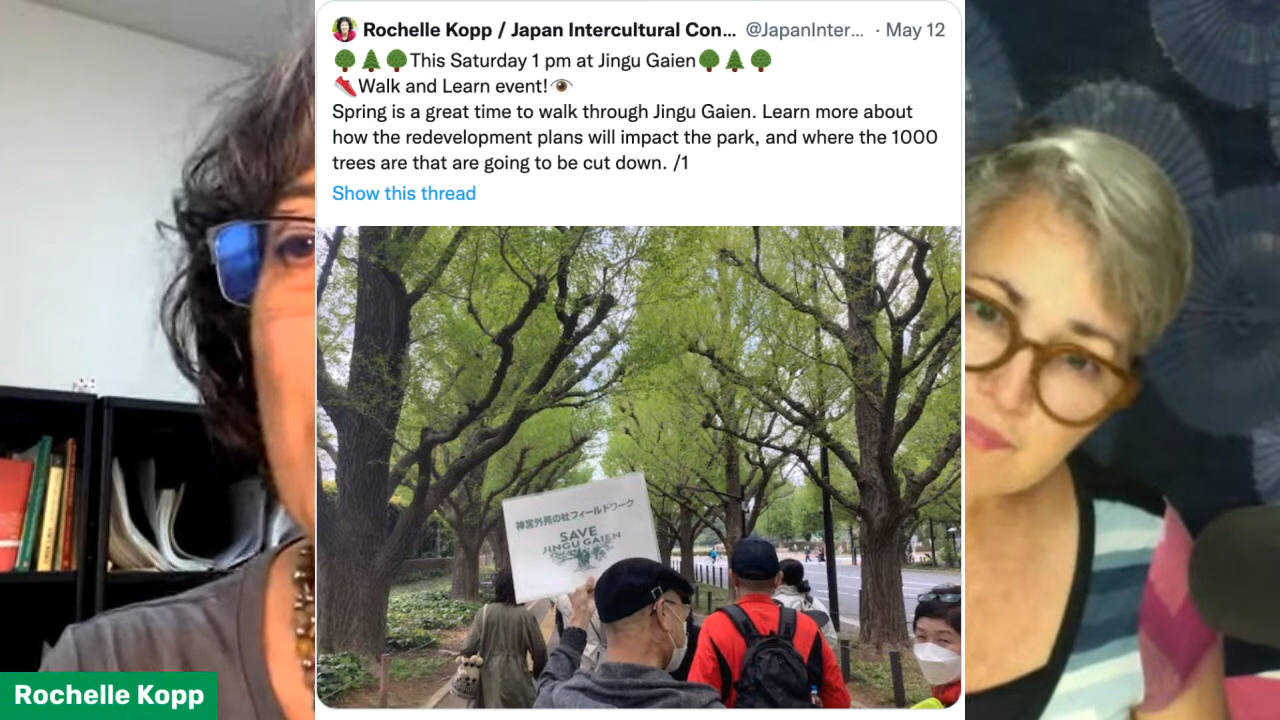 Rochelle Kopp / Japan Intercultural Con... @JapanInter... · May 12
🌳🌲🌳This Saturday 1 pm at Jingu Gaien🌳🌲🌳
👟Walk and Learn event!👁️
Spring is a great time to walk through Jingu Gaien. Learn more about
how the redevelopment plans will impact the park, and where the 1000
trees are that are going to be cut down. /1
Show this thread
神宮外苑の杜フィールドワーク
SAVE
JINGU GAIEN
Rochelle Kopp